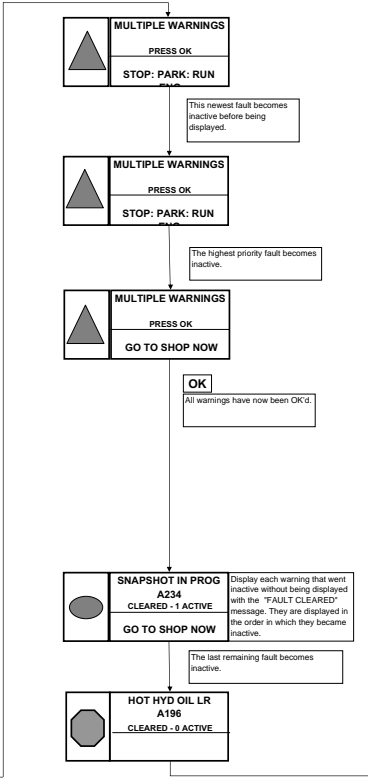 MULTIPLE WARNINGS
PRESS OK
STOP: PARK: RUN
ENG
This newest fault becomes
inactive before being
displayed.
MULTIPLE WARNINGS
PRESS OK
STOP: PARK: RUN
ENG
The highest priority fault becomes
inactive.
MULTIPLE WARNINGS
PRESS OK
GO TO SHOP NOW
OK
All warnings have now been OK'd.
SNAPSHOT IN PROG
A234
CLEARED - 1 ACTIVE
GO TO SHOP NOW
Display each warning that went
inactive without being displayed
with the "FAULT CLEARED"
message. They are displayed in
the order in which they became
inactive.
The last remaining fault becomes
inactive.
HOT HYD OIL LR
A196
CLEARED - 0 ACTIVE